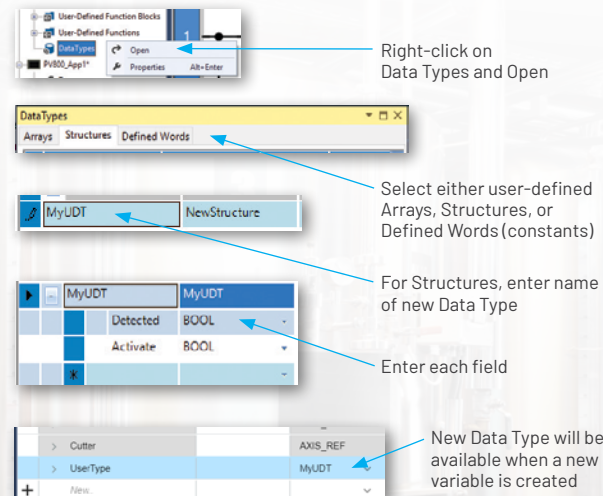 User-Defined Function Blocks
User-Defined Functions
1
DataTypes
Open
PV800_App1*
Properties Alt+Enter
Right-click on
Data Types and Open
DataTypes
Arrays Structures Defined Words
Select either user-defined
Arrays, Structures, or
Defined Words (constants)
MyUDT NewStructure
For Structures, enter name
of new Data Type
MyUDT MyUDT
Detected BOOL
Activate BOOL
*
Enter each field
Cutter AXIS_REF
UserType MyUDT
New...
New Data Type will be
available when a new
variable is created